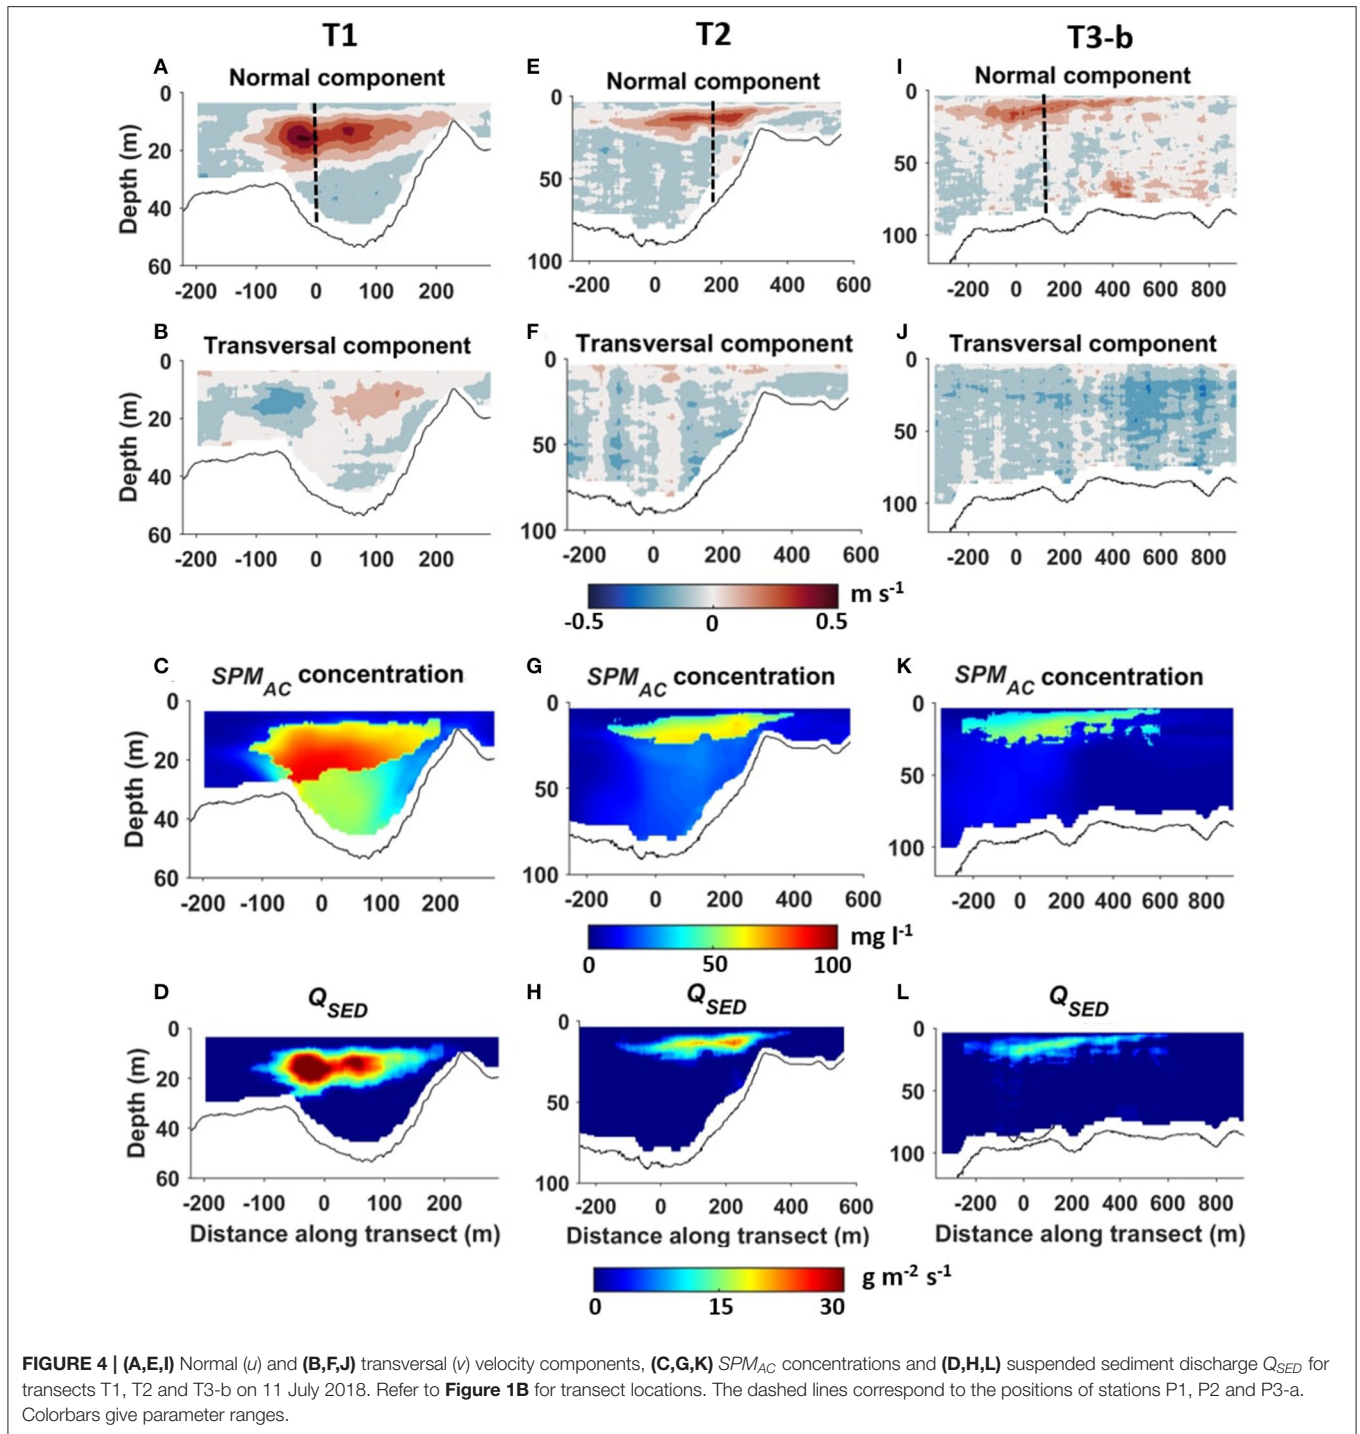 T1
T2
T3-b
A
Normal component
E
Normal component
I
Normal component
Depth (m)
0
20
40
60
-200
-100
0
100
200
0
50
100
-200
0
200
400
600
0
50
100
-200
0
200
400
600
800
B
Transversal component
F
Transversal component
J
Transversal component
Depth (m)
0
20
40
60
-200
-100
0
100
200
0
50
100
-200
0
200
400
600
0
50
100
-200
0
200
400
600
800
m s-1
-0.5
0
0.5
C
SPMAC concentration
G
SPMAC concentration
K
SPMAC concentration
Depth (m)
0
20
40
60
-200
-100
0
100
200
0
50
100
-200
0
200
400
600
0
50
100
-200
0
200
400
600
800
mg l-1
0
50
100
D
QSED
H
QSED
L
QSED
Depth (m)
0
20
40
60
-200
-100
0
100
200
0
50
100
-200
0
200
400
600
0
50
100
-200
0
200
400
600
800
Distance along transect (m)
Distance along transect (m)
Distance along transect (m)
g m-2 s-1
0
15
30
FIGURE 4 | (A,E,I) Normal (u) and (B,F,J) transversal (v) velocity components, (C,G,K) SPMAC concentrations and (D,H,L) suspended sediment discharge QSED for
transects T1, T2 and T3-b on 11 July 2018. Refer to Figure 1B for transect locations. The dashed lines correspond to the positions of stations P1, P2 and P3-a.
Colorbars give parameter ranges.